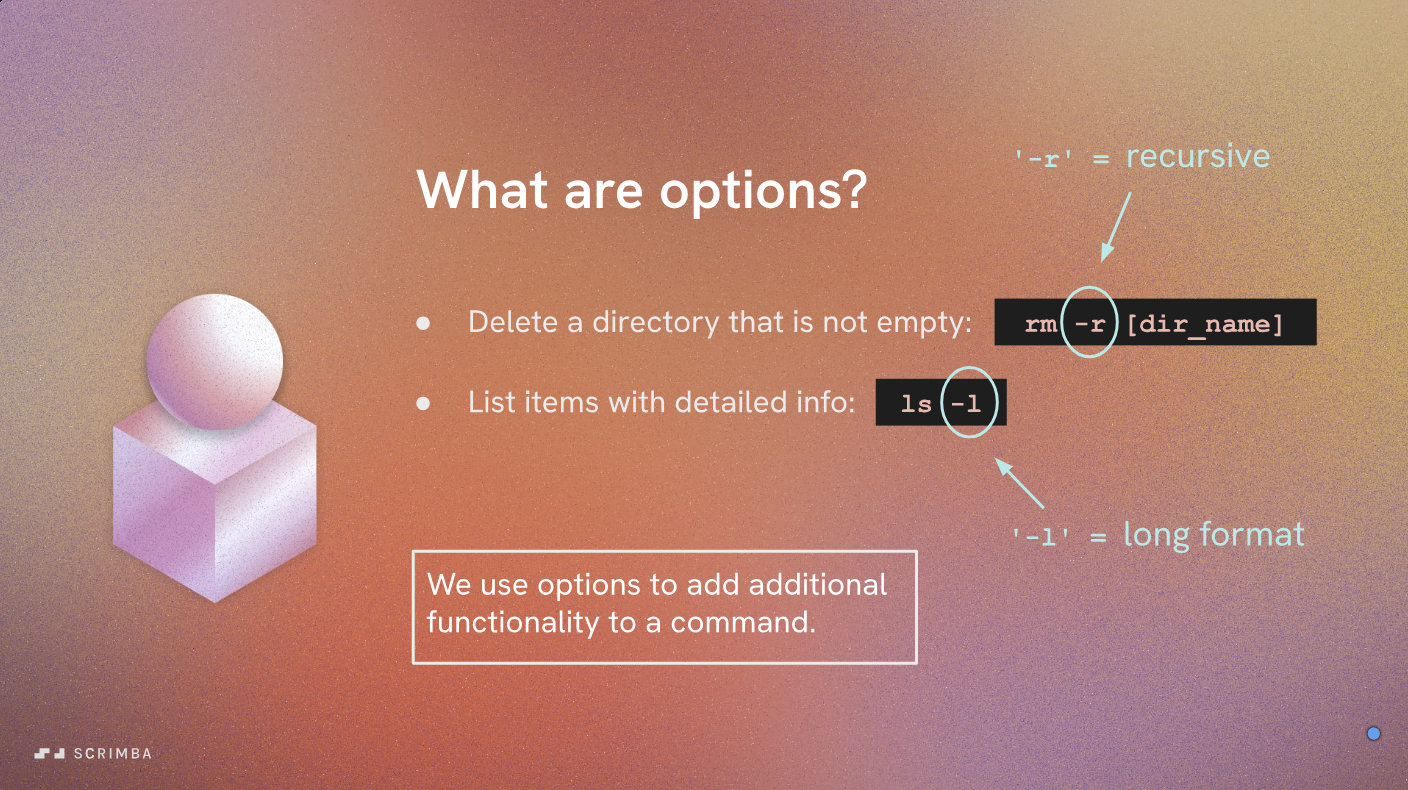 '-r' = recursive
What are options?
● Delete a directory that is not empty: rm -r [dir_name]
● List items with detailed info: ls -l
'-l' = long format
We use options to add additional
functionality to a command.
SCRIMBA